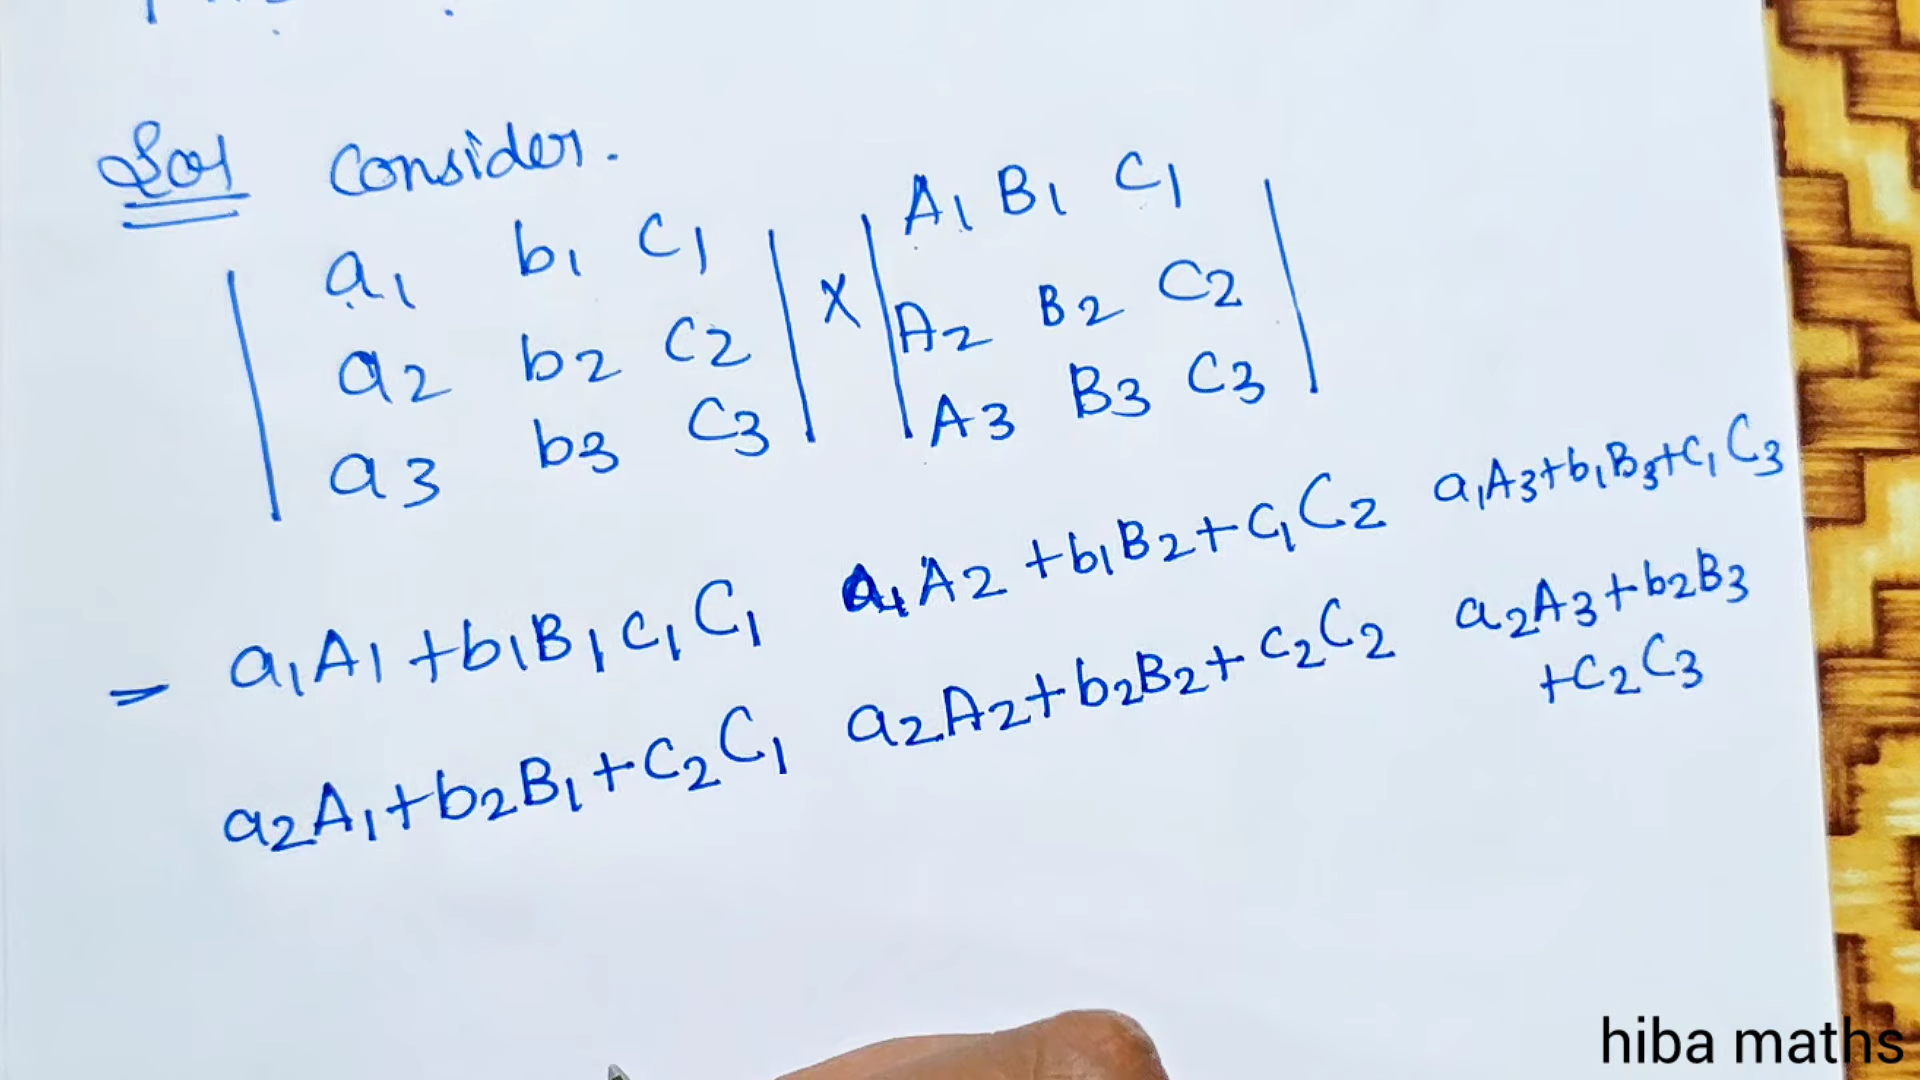 Sol Consider.
| a1 b1 C1 | X | A1 B1 C1 |
| a2 b2 C2 | | A2 B2 C2 |
| a3 b3 C3 | | A3 B3 C3 |
= a1A1+b1B1C1C1 a1A2+b1B2+C1C2 a1A3+b1B3+C1C3
a2A1+b2B1+C2C1 a2A2+b2B2+C2C2 a2A3+b2B3
+C2C3
hiba maths